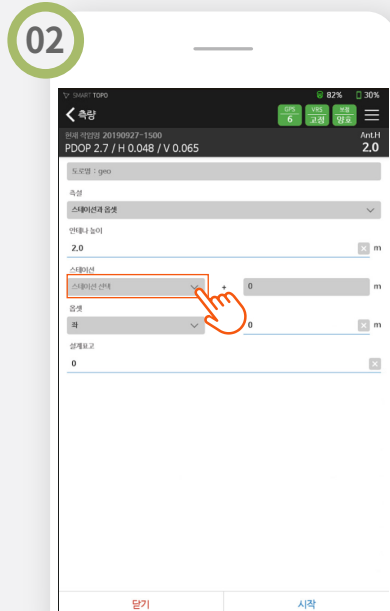 02
SMART TOPO 82% 30%
측량 GPS 6 VRS 고정 보통 양호
현재 작업명 20190927-1500 Ant.H
PDOP 2.7 / H 0.048 / V 0.065 2.0
도로명 : geo
측설
스테이션과 옵셋
안테나 높이
2.0 m
스테이션
스테이션 선택 + 0 m
옵셋
좌 0 m
설계표고
0
닫기 시작